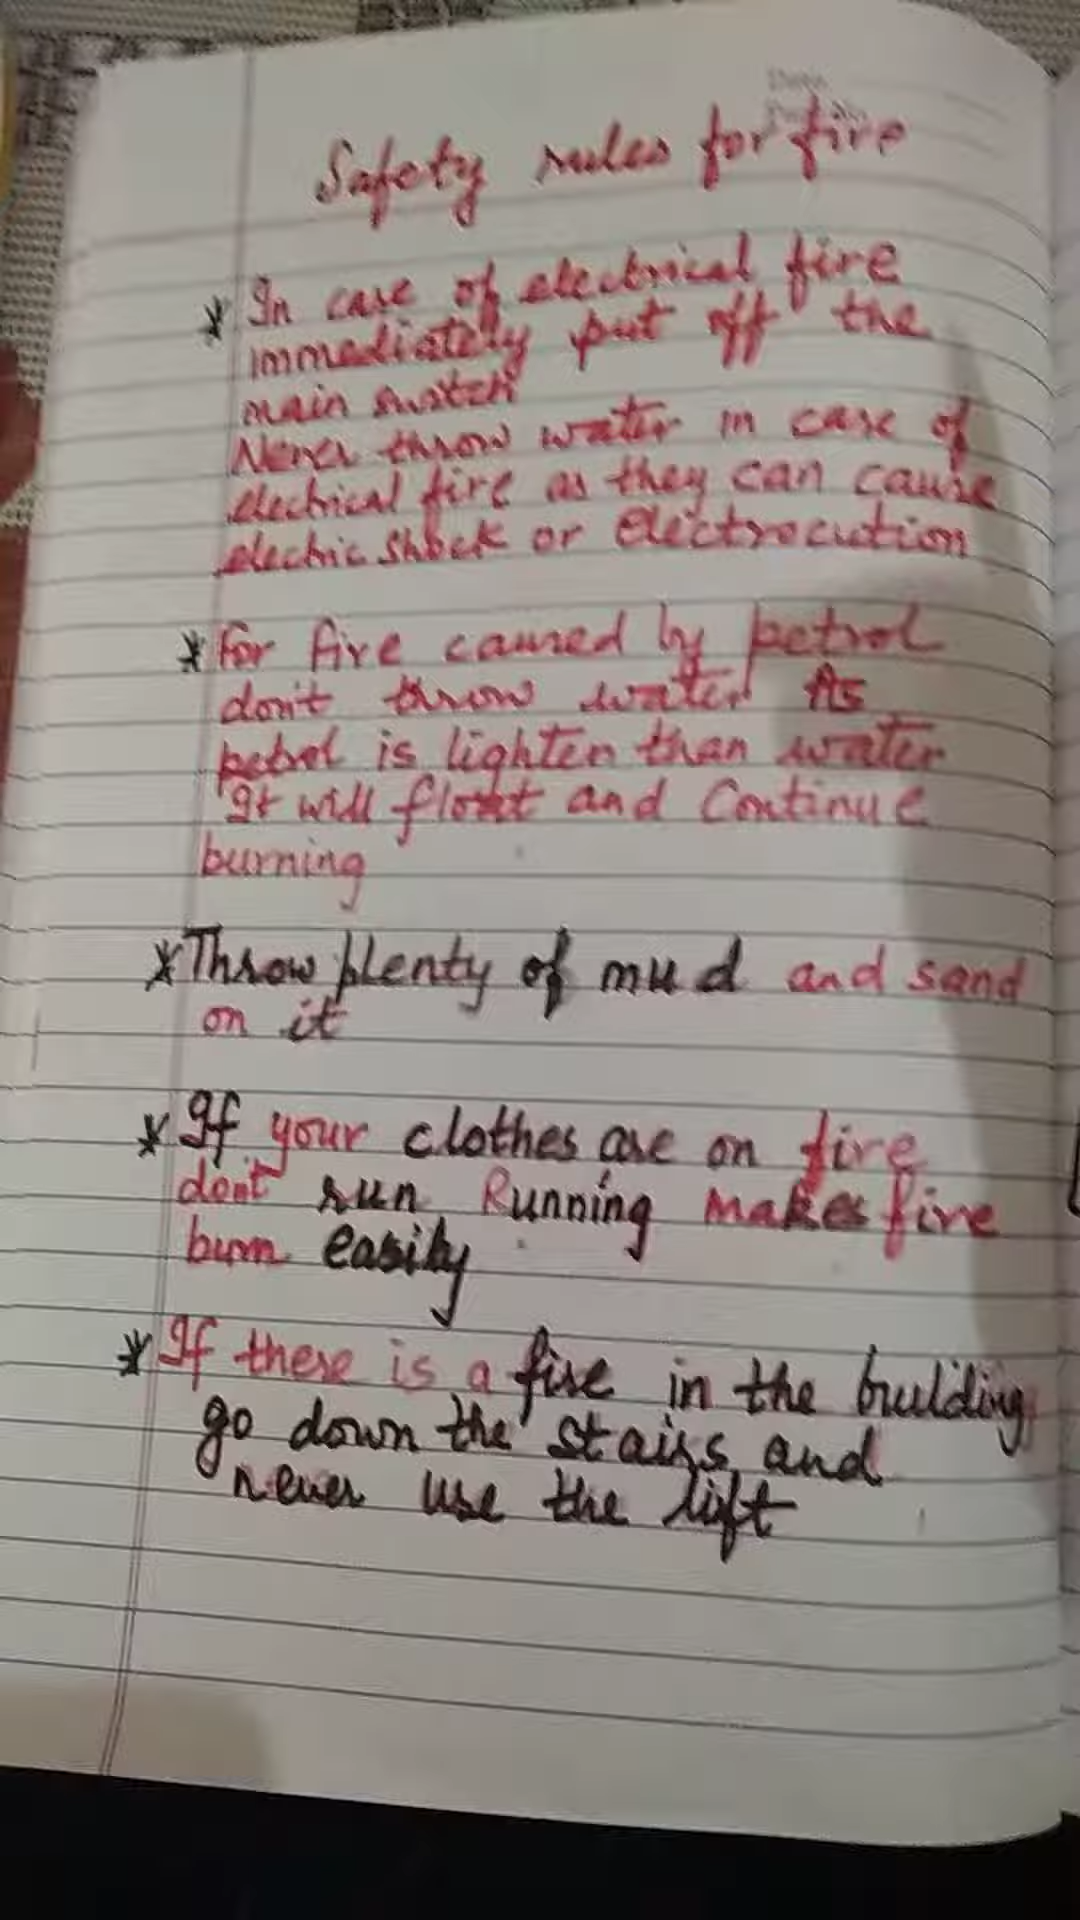 Safety rules for fire
* In case of electrical fire
immediately put off the
main switch
Never throw water in case of
electrical fire as they can cause
electric shock or electrocution
* For fire caused by petrol
don't throw water As
petrol is lighten than water
It will float and Continue
burning
* Throw plenty of mud and sand
on it
* If your clothes are on fire
don't run Running makes fire
burn easily
* If there is a fire in the building
go down the stairs and
never use the lift